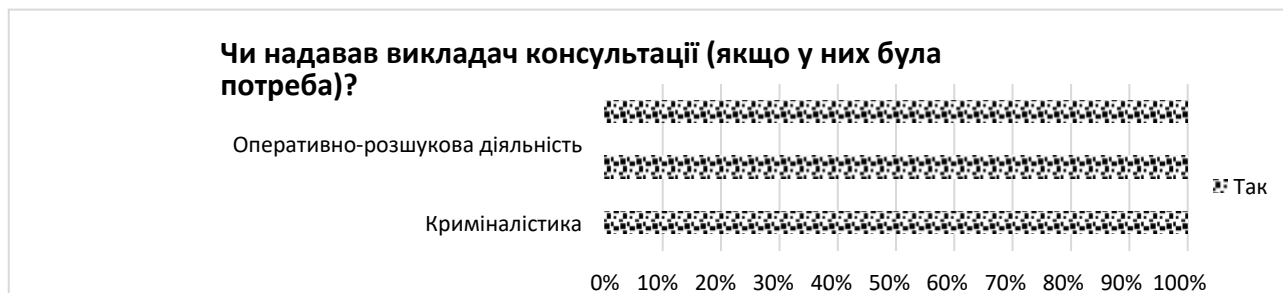 Чи надавав викладач консультації (якщо у них була
потреба)?
Оперативно-розшукова діяльність
Криміналістика
Так
0% 10% 20% 30% 40% 50% 60% 70% 80% 90% 100%